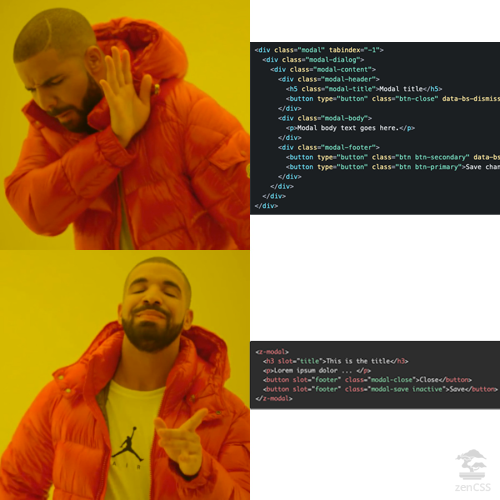 <div class="modal" tabindex="-1">
<div class="modal-dialog">
<div class="modal-content">
<div class="modal-header">
<h5 class="modal-title">Modal title</h5>
<button type="button" class="btn-close" data-bs-dismiss
</div>
<div class="modal-body">
<p>Modal body text goes here.</p>
</div>
<div class="modal-footer">
<button type="button" class="btn btn-secondary" data-bs
<button type="button" class="btn btn-primary">Save chan
</div>
</div>
</div>
</div>
<z-modal>
<h3 slot="title">This is the title</h3>
<p>Lorem ipsum dolor ... </p>
<button slot="footer" class="modal-close">Close</button>
<button slot="footer" class="modal-save inactive">Save</button>
</z-modal>
AIR
zenCSS